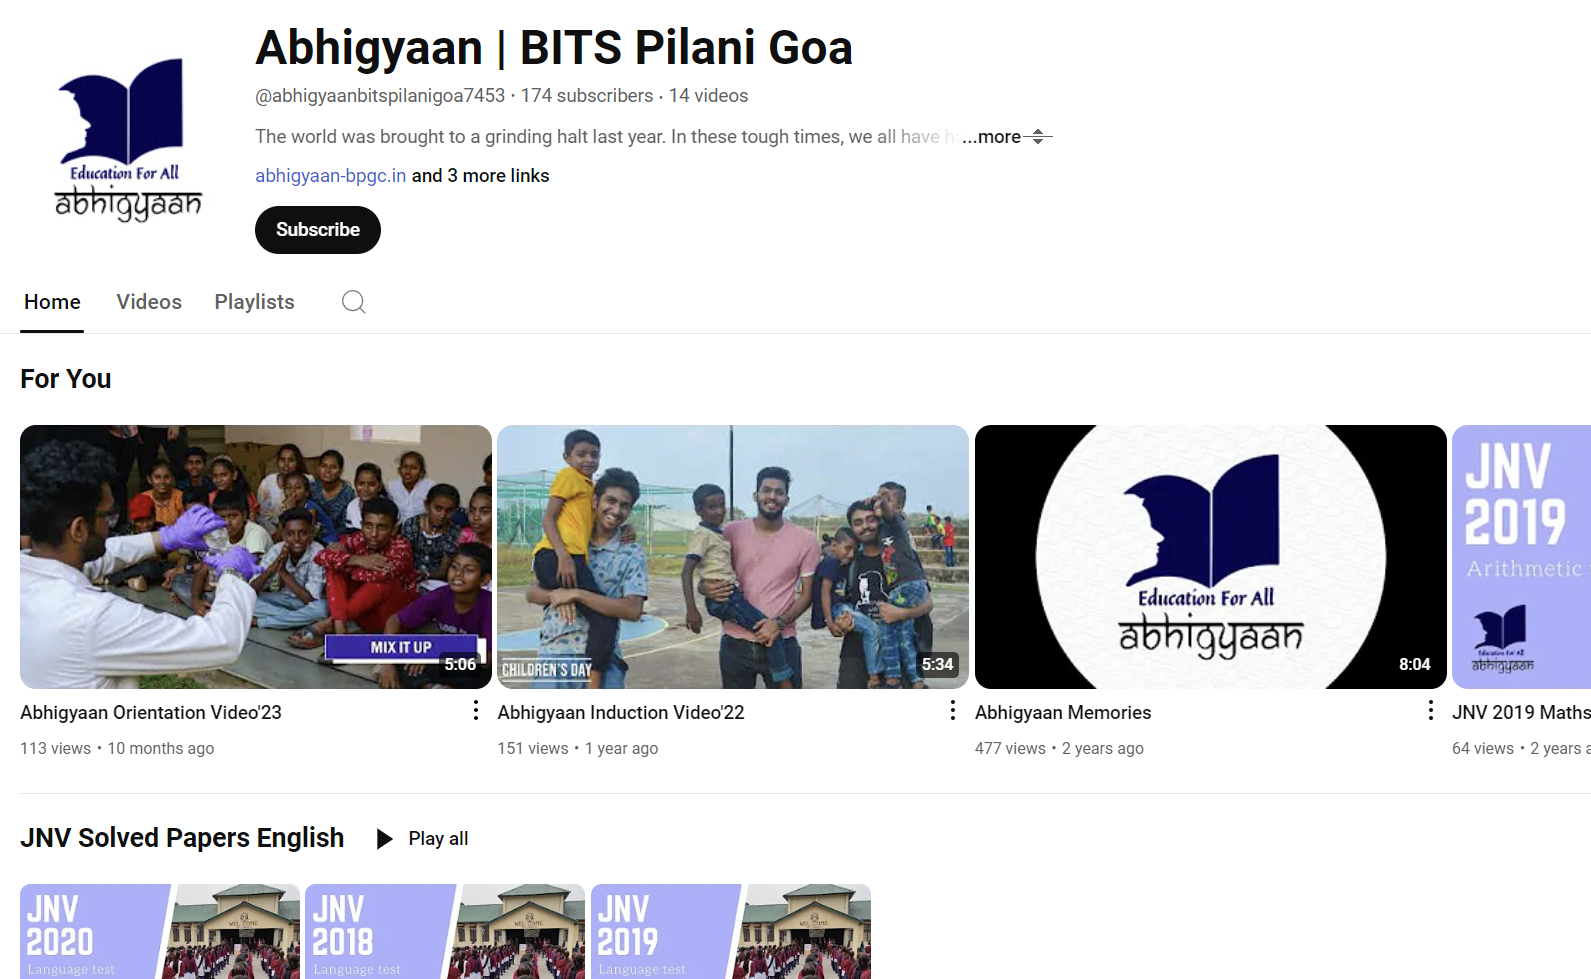 Abhigyaan | BITS Pilani Goa
@abhigyaanbitspilanigoa7453 · 174 subscribers · 14 videos
The world was brought to a grinding halt last year. In these tough times, we all have ...more
abhigyaan-bpgc.in and 3 more links
Subscribe
Education For All
abhigyaan
Home Videos Playlists
For You
MIX IT UP
5:06
CHILDREN'S DAY
5:34
Education For All
abhigyaan
8:04
JNV
2019
Arithmetic
Education For All
abhigyaan
Abhigyaan Orientation Video'23
113 views • 10 months ago
Abhigyaan Induction Video'22
151 views • 1 year ago
Abhigyaan Memories
477 views • 2 years ago
JNV 2019 Maths
64 views • 2 years
JNV Solved Papers English
Play all
JNV
2020
Language test
WELCOME
JNV
2018
Language test
WELCOME
JNV
2019
Language test
WELCOME